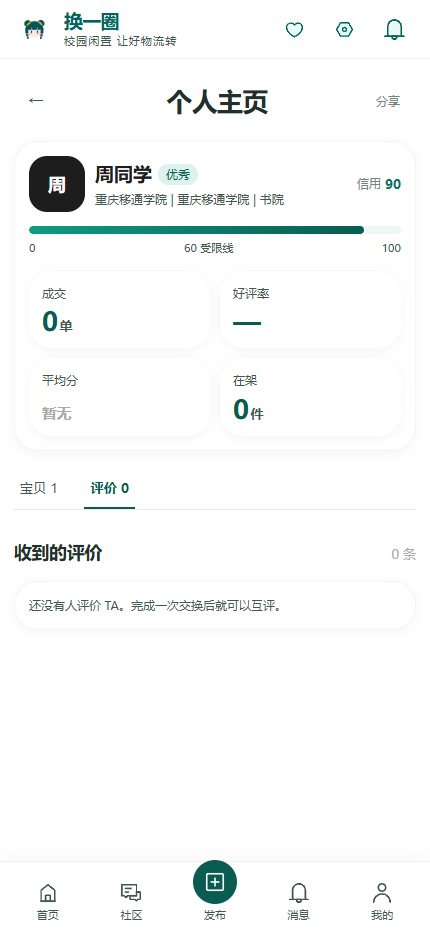 换一圈
校园闲置 让好物流转
← 个人主页 分享
周 周同学 优秀 信用 90
重庆移通学院 | 重庆移通学院 | 书院
0 60 受限线 100
成交 好评率
0单 —
平均分 在架
暂无 0件
宝贝 1 评价 0
收到的评价 0 条
还没有人评价 TA。完成一次交换后就可以互评。
首页 社区 发布 消息 我的